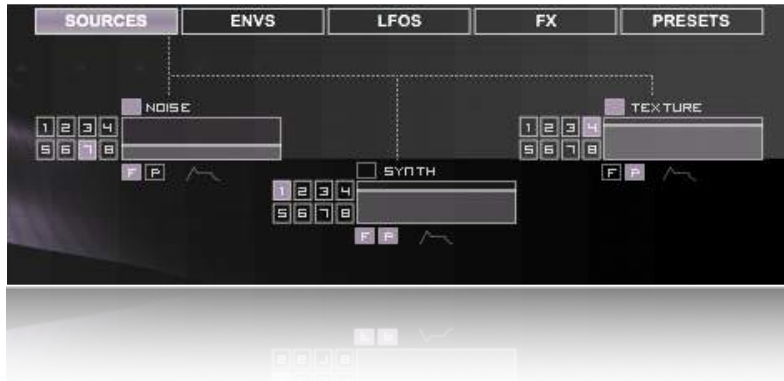 SOURCES ENVS LFOS FX PRESETS
NOISE
1 2 3 4
5 6 7 8
F P
SYNTH
1 2 3 4
5 6 7 8
F P
TEXTURE
1 2 3 4
5 6 7 8
F P